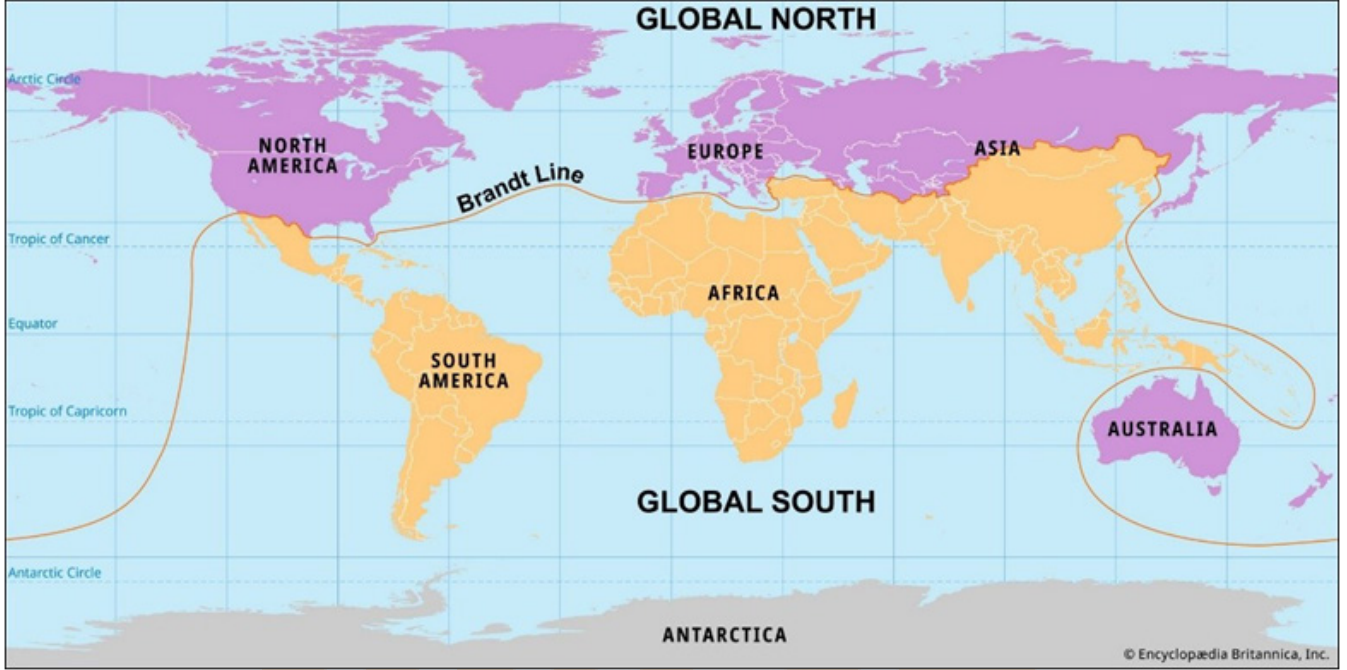 GLOBAL NORTH
Arctic Circle
NORTH
AMERICA
EUROPE
ASIA
Brandt Line
Tropic of Cancer
AFRICA
Equator
SOUTH
AMERICA
Tropic of Capricorn
AUSTRALIA
GLOBAL SOUTH
Antarctic Circle
ANTARCTICA
© Encyclopædia Britannica, Inc.